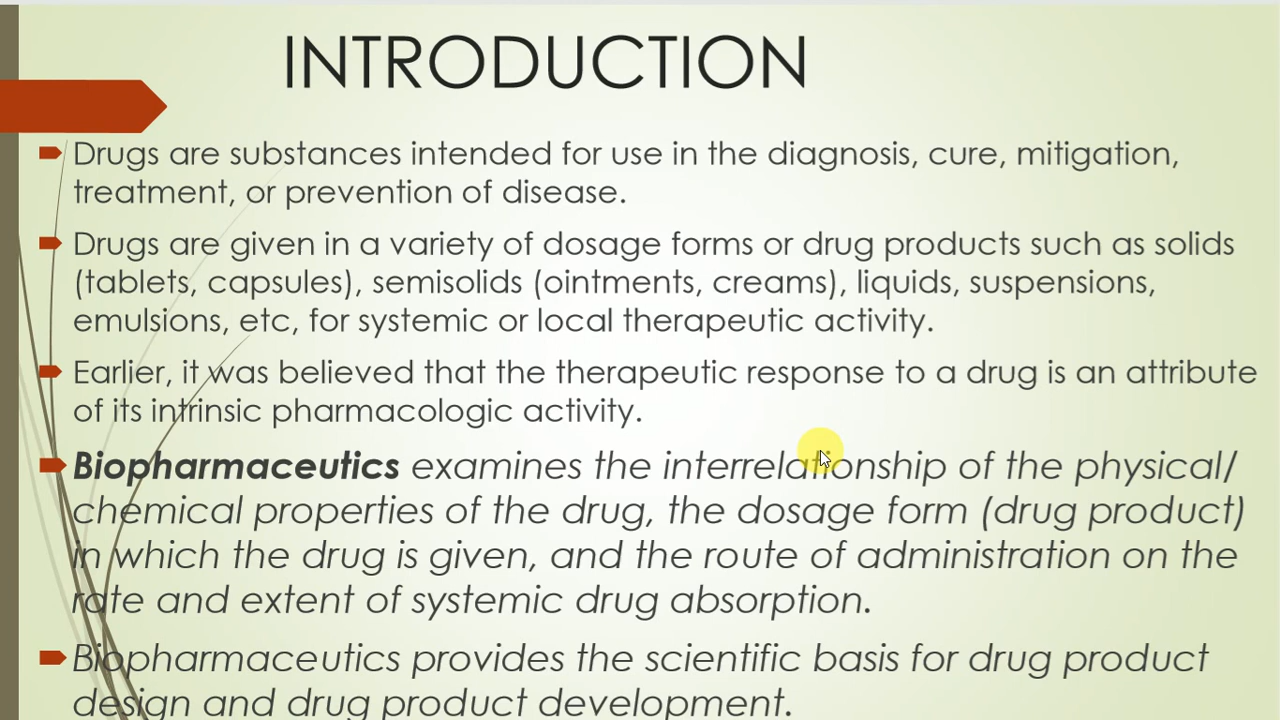 INTRODUCTION
Drugs are substances intended for use in the diagnosis, cure, mitigation,
treatment, or prevention of disease.
Drugs are given in a variety of dosage forms or drug products such as solids
(tablets, capsules), semisolids (ointments, creams), liquids, suspensions,
emulsions, etc, for systemic or local therapeutic activity.
Earlier, it was believed that the therapeutic response to a drug is an attribute
of its intrinsic pharmacologic activity.
Biopharmaceutics examines the interrelationship of the physical/
chemical properties of the drug, the dosage form (drug product)
in which the drug is given, and the route of administration on the
rate and extent of systemic drug absorption.
Biopharmaceutics provides the scientific basis for drug product
design and drug product development.